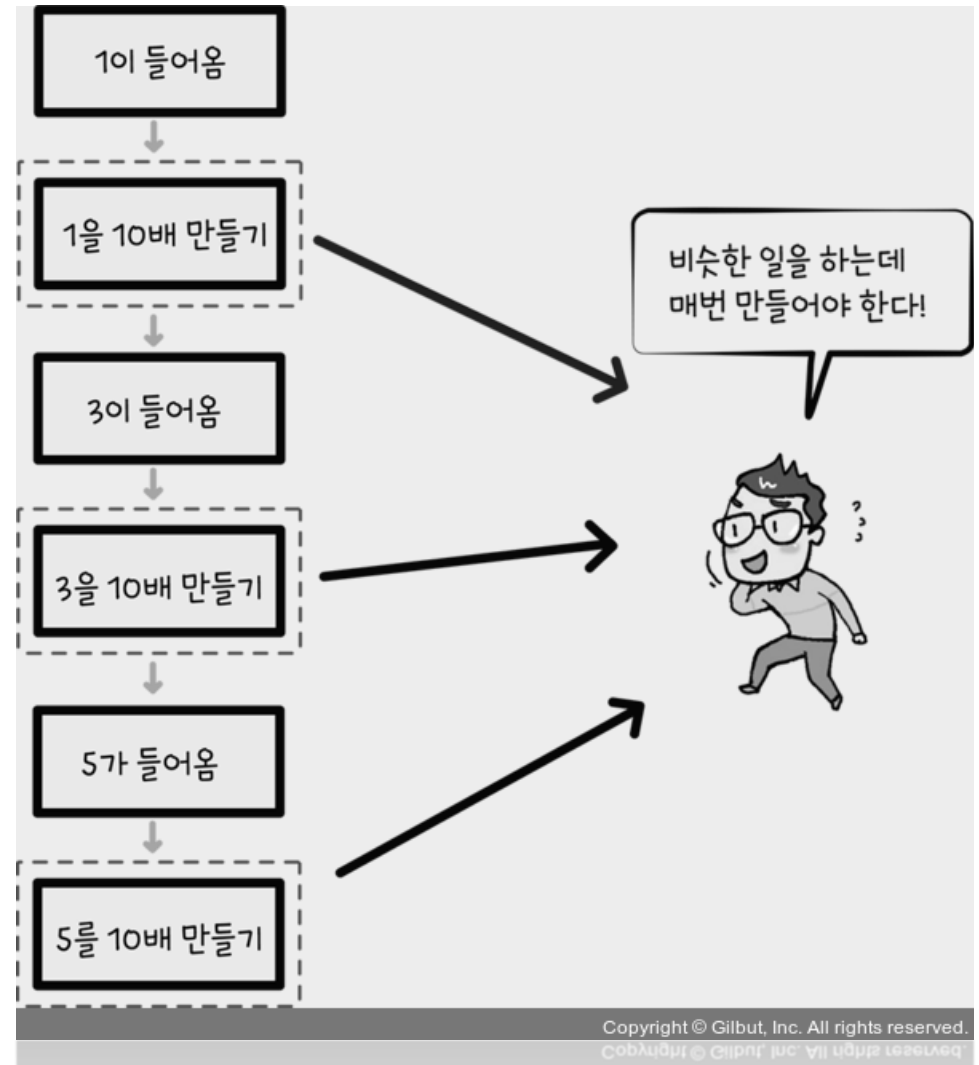 1이 들어옴
1을 10배 만들기
비슷한 일을 하는데
매번 만들어야 한다!
3이 들어옴
3을 10배 만들기
5가 들어옴
5를 10배 만들기
Copyright © Gilbut, Inc. All rights reserved.